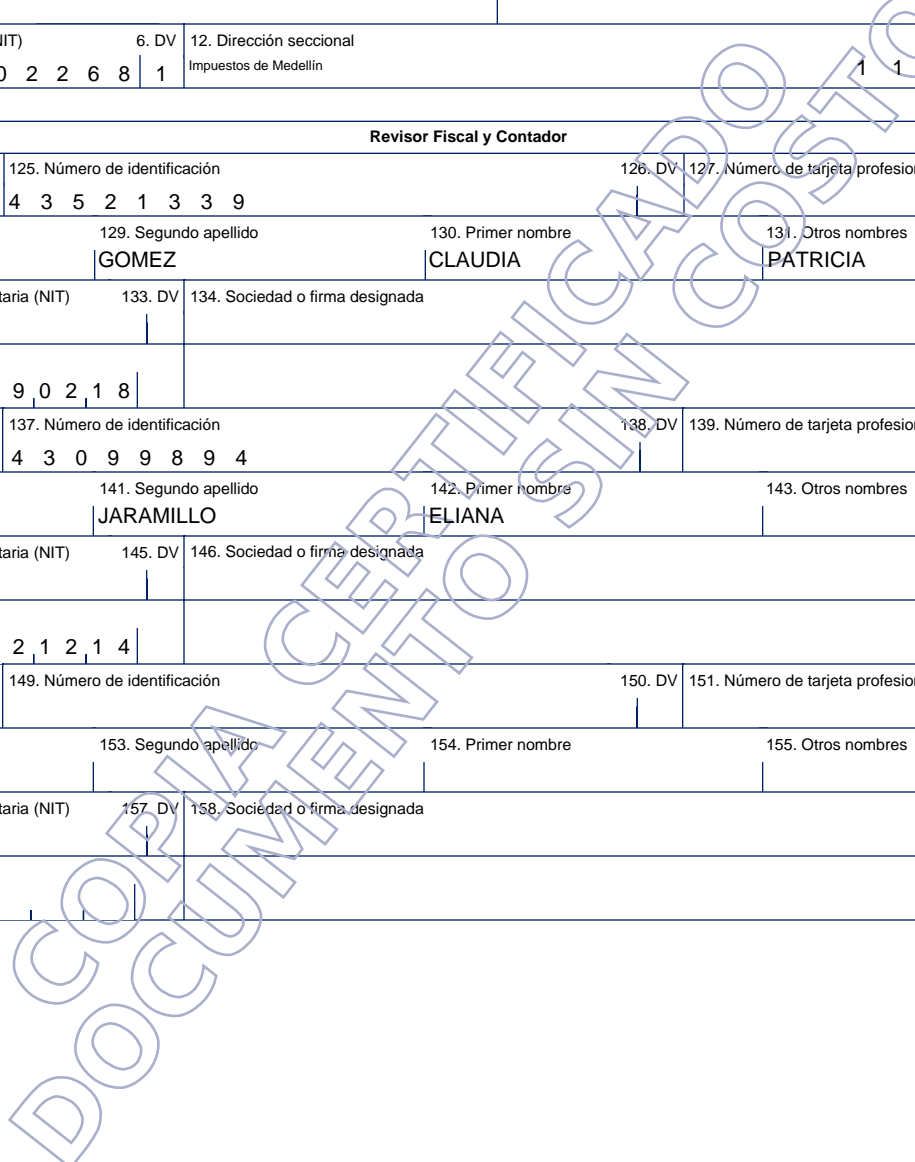 NIT) 6. DV 12. Dirección seccional
0 2 2 6 8 1 Impuestos de Medellín 1 1
Revisor Fiscal y Contador
125. Número de identificación 126. DV 127. Número de tarjeta profesion
4 3 5 2 1 3 3 9
129. Segundo apellido 130. Primer nombre 131. Otros nombres
GOMEZ CLAUDIA PATRICIA
taria (NIT) 133. DV 134. Sociedad o firma designada
9 0 2 1 8
137. Número de identificación 138. DV 139. Número de tarjeta profesion
4 3 0 9 9 8 9 4
141. Segundo apellido 142. Primer nombre 143. Otros nombres
JARAMILLO ELIANA
taria (NIT) 145. DV 146. Sociedad o firma designada
2 1 2 1 4
149. Número de identificación 150. DV 151. Número de tarjeta profesion
153. Segundo apellido 154. Primer nombre 155. Otros nombres
taria (NIT) 157. DV 158. Sociedad o firma designada
COPIA CERTIFICADO
DOCUMENTO SIN COSTO